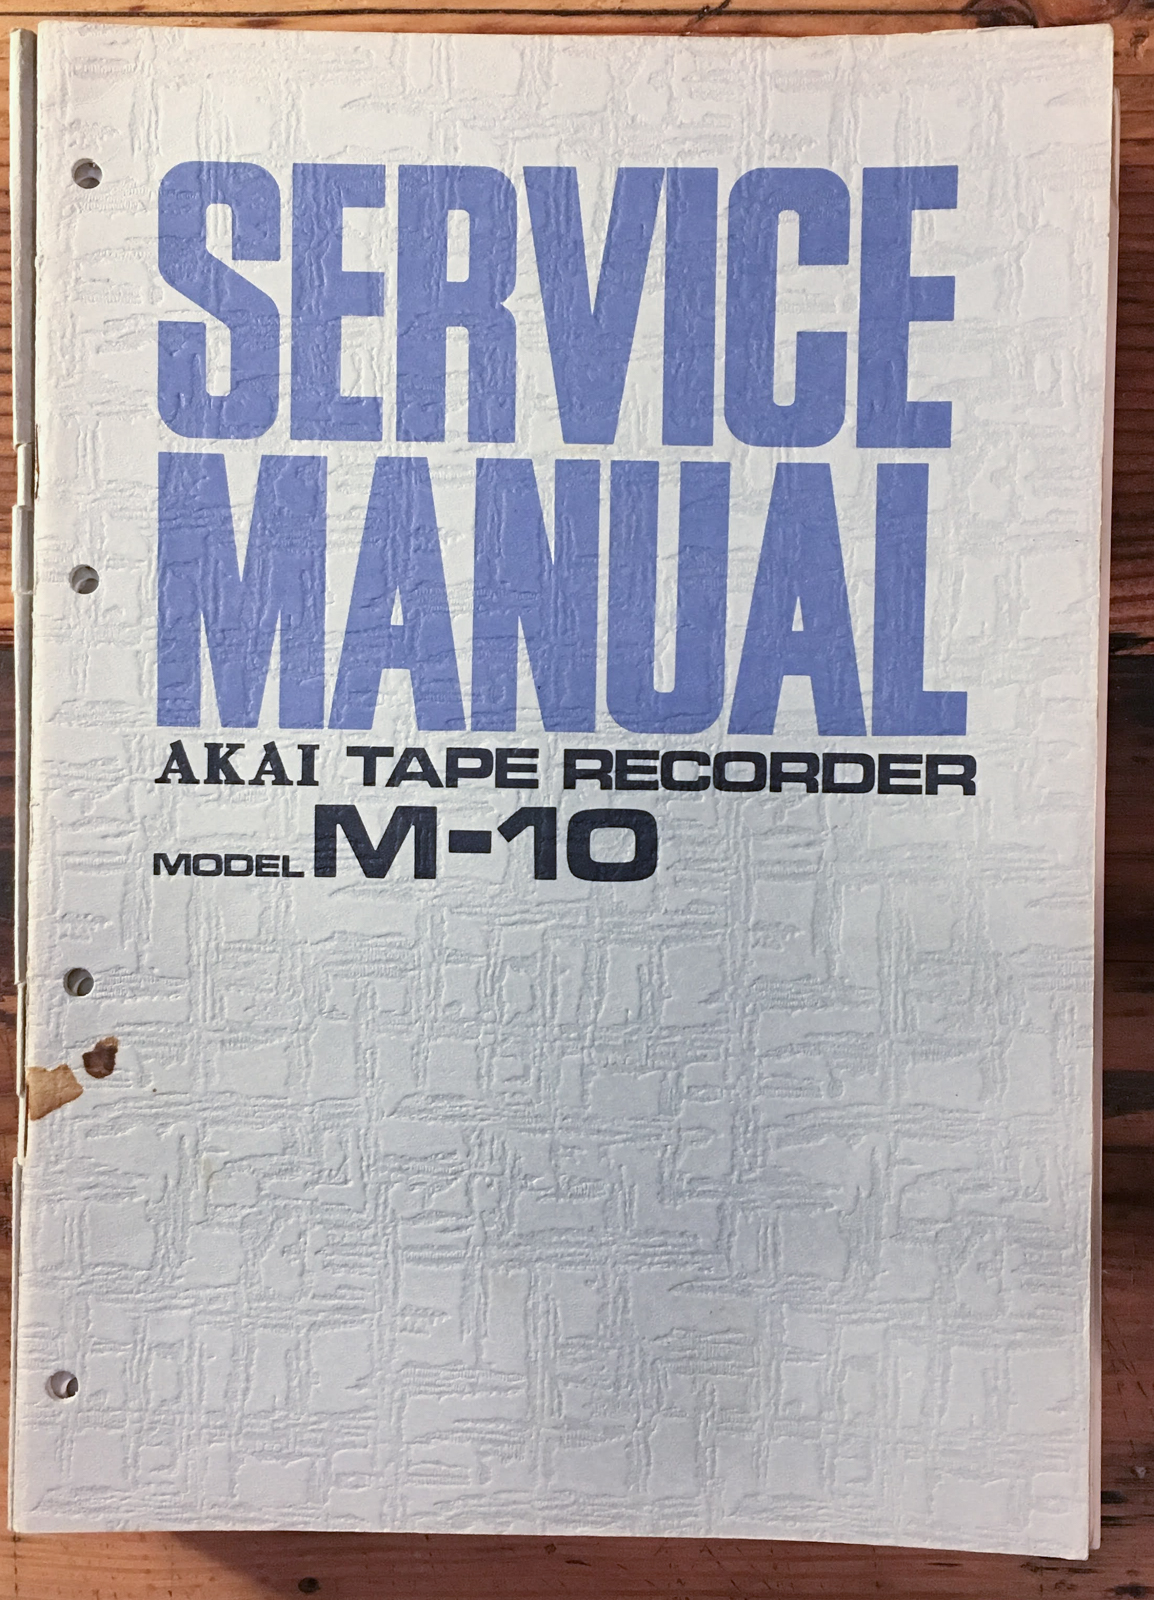 SERVICE
MANUAL
AKAI TAPE RECORDER
MODEL M-10